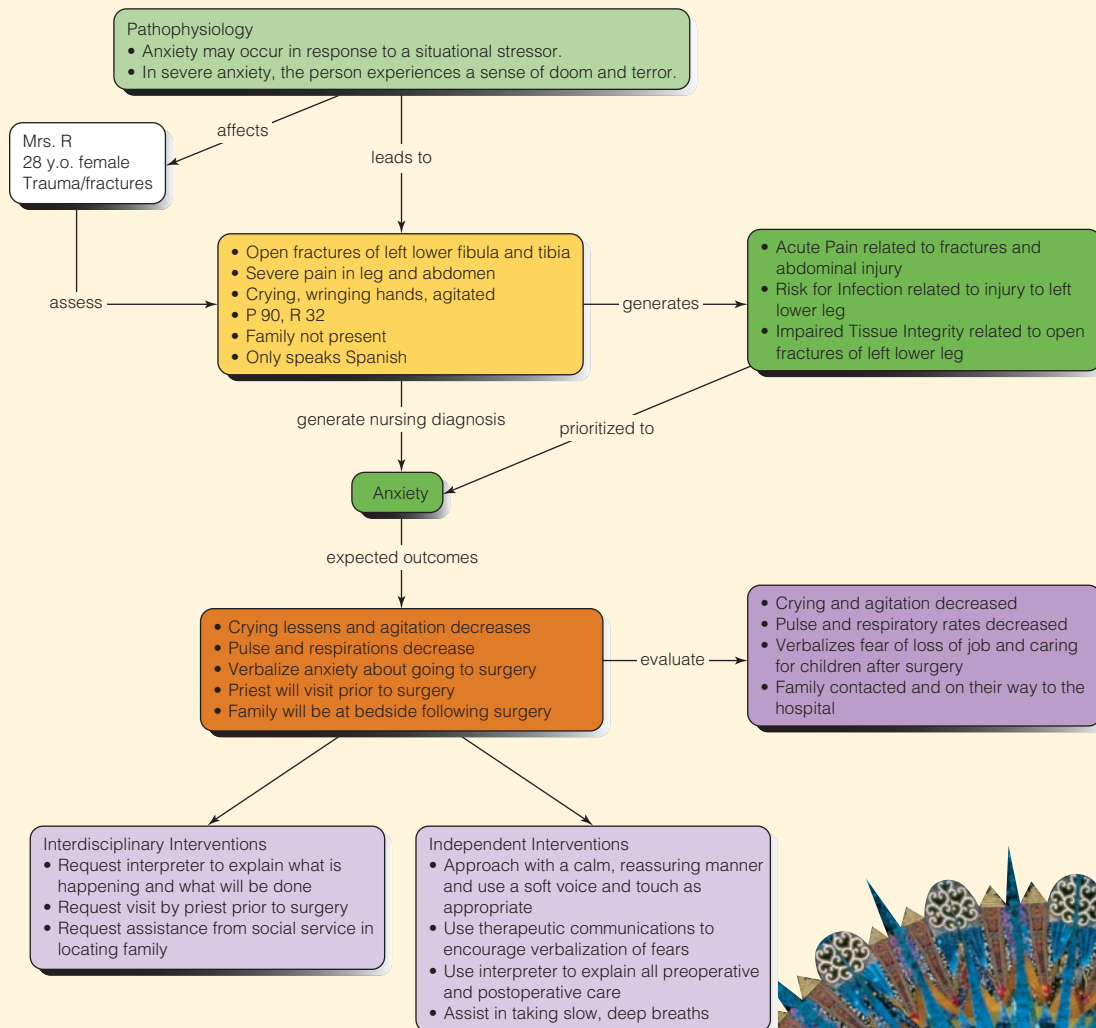 Pathophysiology
• Anxiety may occur in response to a situational stressor.
• In severe anxiety, the person experiences a sense of doom and terror.
affects
leads to
Mrs. R
28 y.o. female
Trauma/fractures
assess
• Open fractures of left lower fibula and tibia
• Severe pain in leg and abdomen
• Crying, wringing hands, agitated
• P 90, R 32
• Family not present
• Only speaks Spanish
generates
• Acute Pain related to fractures and
abdominal injury
• Risk for Infection related to injury to left
lower leg
• Impaired Tissue Integrity related to open
fractures of left lower leg
generate nursing diagnosis
prioritized to
Anxiety
expected outcomes
• Crying lessens and agitation decreases
• Pulse and respirations decrease
• Verbalize anxiety about going to surgery
• Priest will visit prior to surgery
• Family will be at bedside following surgery
evaluate
• Crying and agitation decreased
• Pulse and respiratory rates decreased
• Verbalizes fear of loss of job and caring
for children after surgery
• Family contacted and on their way to the
hospital
Interdisciplinary Interventions
• Request interpreter to explain what is
happening and what will be done
• Request visit by priest prior to surgery
• Request assistance from social service in
locating family
Independent Interventions
• Approach with a calm, reassuring manner
and use a soft voice and touch as
appropriate
• Use therapeutic communications to
encourage verbalization of fears
• Use interpreter to explain all preoperative
and postoperative care
• Assist in taking slow, deep breaths